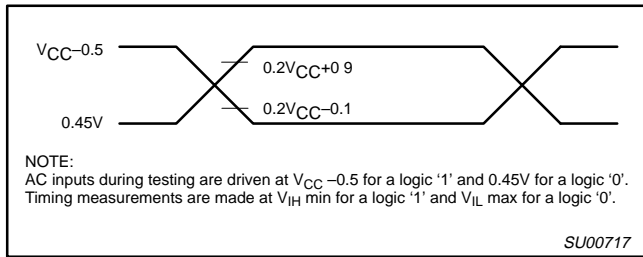 VCC–0.5
0.2VCC+0 9
0.2VCC–0.1
0.45V
NOTE:
AC inputs during testing are driven at VCC –0.5 for a logic ‘1’ and 0.45V for a logic ‘0’.
Timing measurements are made at VIH min for a logic ‘1’ and VIL max for a logic ‘0’.
SU00717